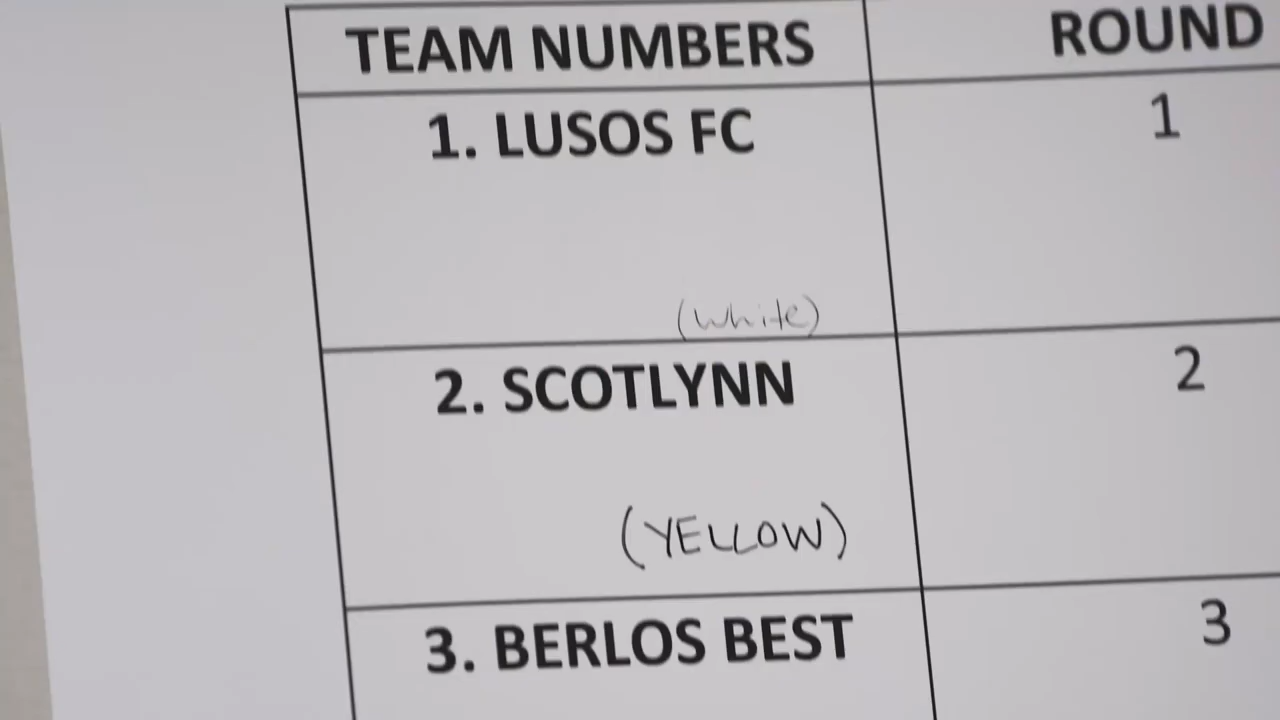 TEAM NUMBERS ROUND
1. LUSOS FC 1
(White)
2. SCOTLYNN 2
(YELLOW)
3. BERLOS BEST 3